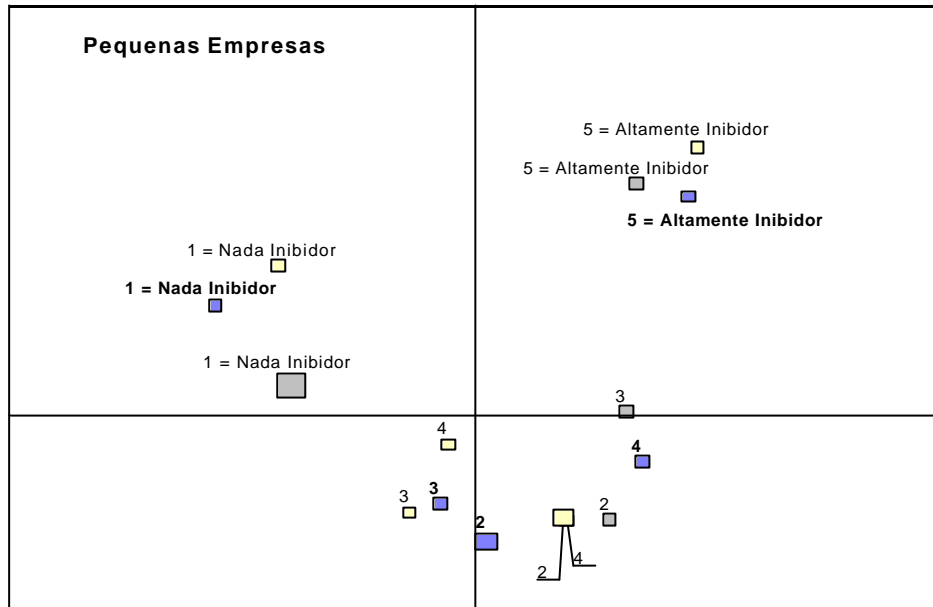 Pequenas Empresas
5 = Altamente Inibidor
5 = Altamente Inibidor
5 = Altamente Inibidor
1 = Nada Inibidor
1 = Nada Inibidor
1 = Nada Inibidor
3
4
4
3
3
2
2
2
4